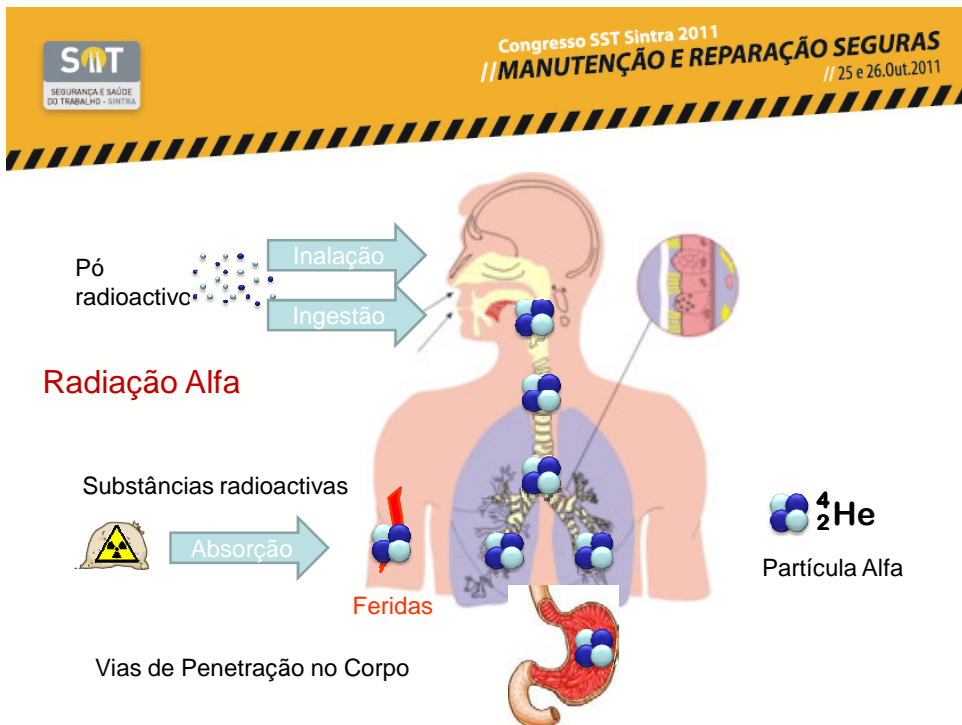 SST
SEGURANÇA E SAÚDE
DO TRABALHO - SINTRA
Congresso SST Sintra 2011
//MANUTENÇÃO E REPARAÇÃO SEGURAS
// 25 e 26.Out.2011
Pó
radioactivo
Inalação
Ingestão
Radiação Alfa
Substâncias radioactivas
Absorção
Feridas
4
2He
Partícula Alfa
Vias de Penetração no Corpo